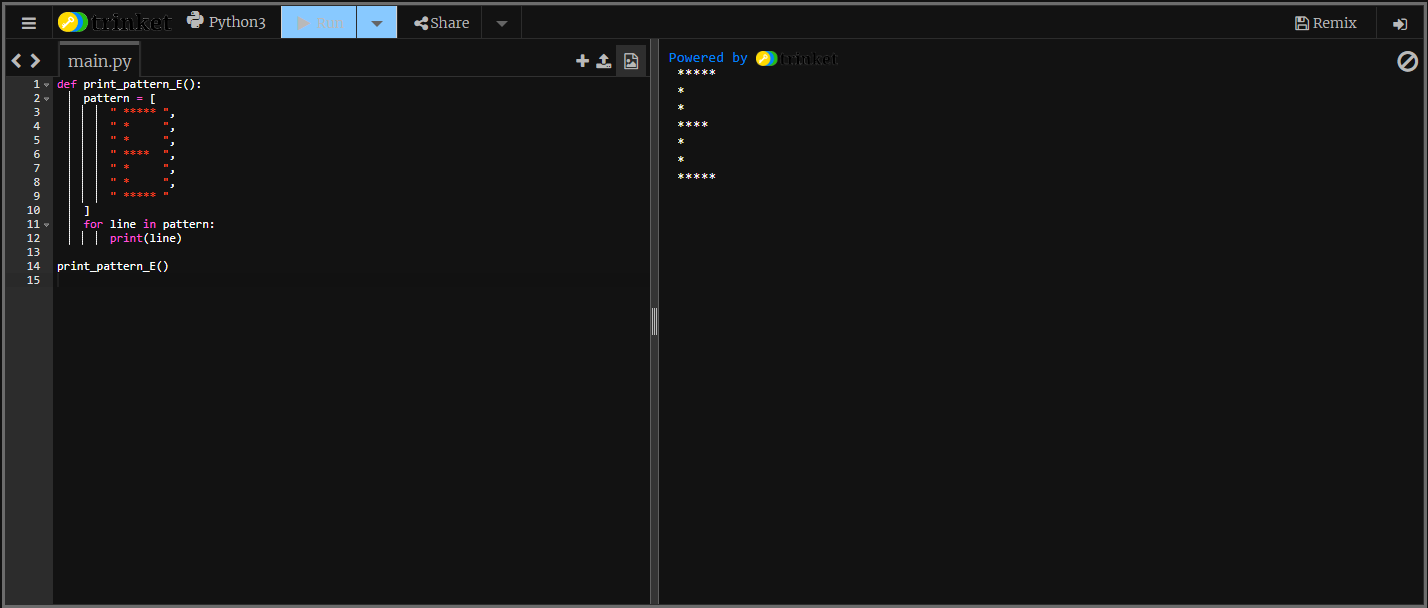 trinket Python3 Run Share Remix
main.py
Powered by trinket
1 def print_pattern_E():
2     pattern = [
3         " ***** ",
4         " *     ",
5         " *     ",
6         " ****  ",
7         " *     ",
8         " *     ",
9         " ***** "
10     ]
11     for line in pattern:
12         print(line)
13
14 print_pattern_E()
15
 *****
 *
 *
 ****
 *
 *
 *****